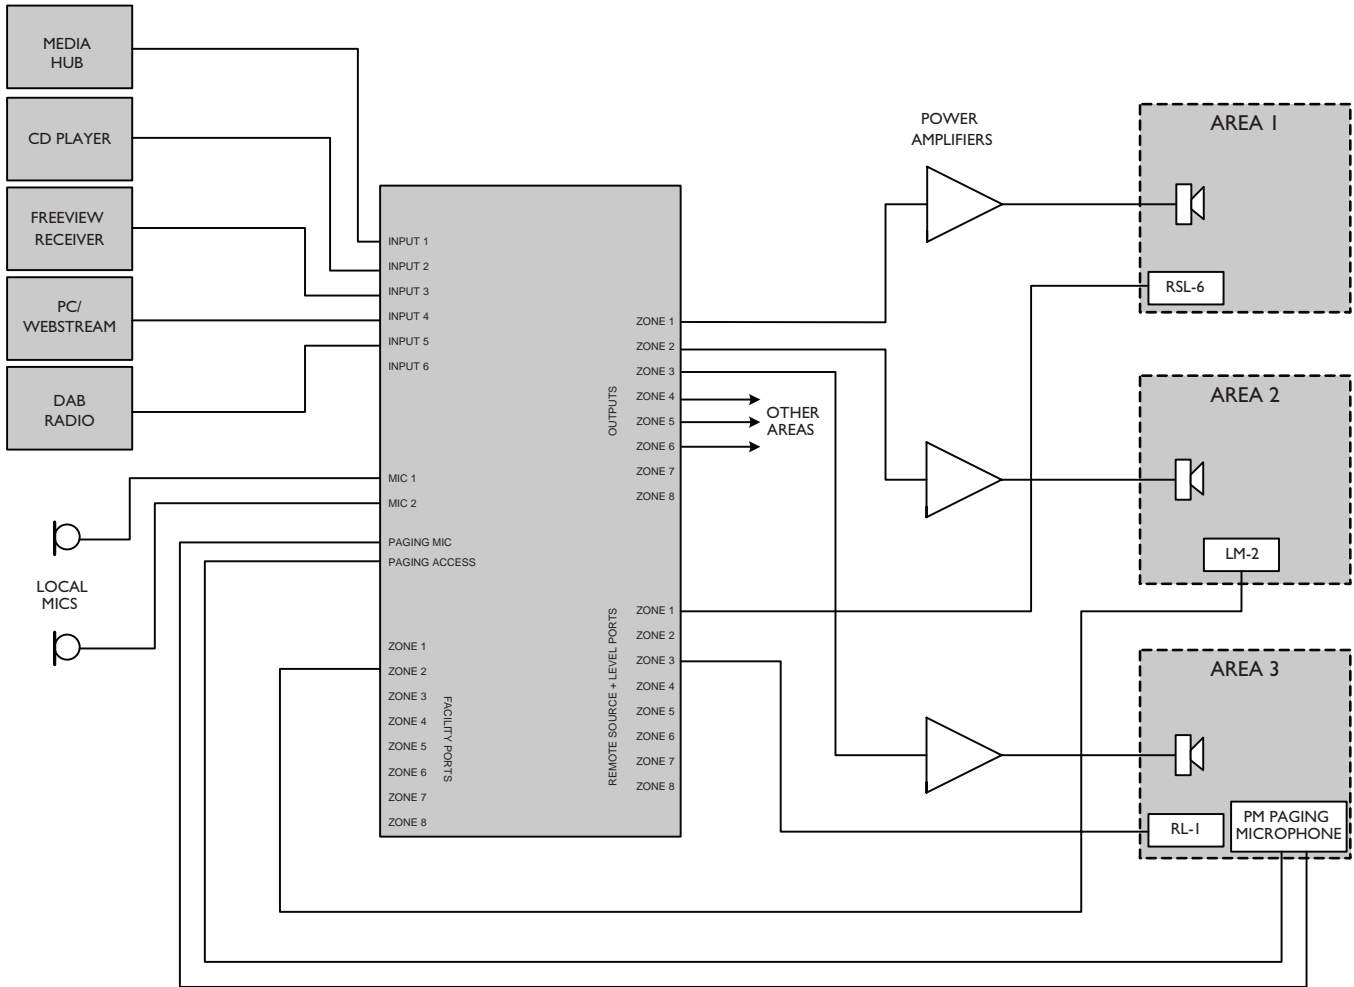 MEDIA
HUB
CD PLAYER
FREEVIEW
RECEIVER
PC/
WEBSTREAM
DAB
RADIO
LOCAL
MICS
INPUT 1
INPUT 2
INPUT 3
INPUT 4
INPUT 5
INPUT 6
MIC 1
MIC 2
PAGING MIC
PAGING ACCESS
ZONE 1
ZONE 2
ZONE 3
ZONE 4
ZONE 5
ZONE 6
ZONE 7
ZONE 8
FACILITY PORTS
OUTPUTS
ZONE 1
ZONE 2
ZONE 3
ZONE 4
ZONE 5
ZONE 6
ZONE 7
ZONE 8
REMOTE SOURCE + LEVEL PORTS
ZONE 1
ZONE 2
ZONE 3
ZONE 4
ZONE 5
ZONE 6
ZONE 7
ZONE 8
OTHER
AREAS
POWER
AMPLIFIERS
AREA 1
RSL-6
AREA 2
LM-2
AREA 3
RL-1
PM PAGING
MICROPHONE